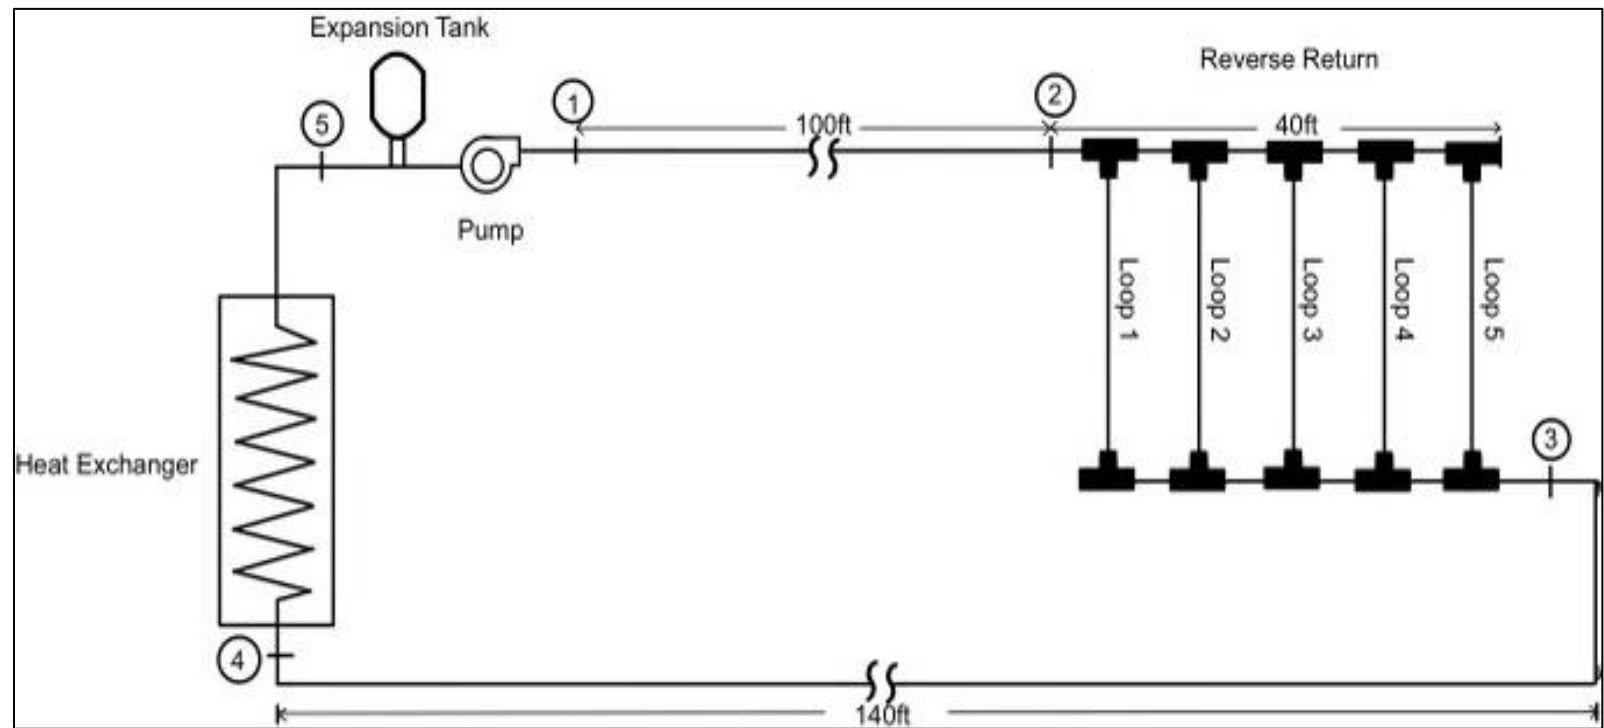 Expansion Tank
Reverse Return
1
2
5
100ft
40ft
Pump
Loop 1
Loop 2
Loop 3
Loop 4
Loop 5
3
Heat Exchanger
4
140ft